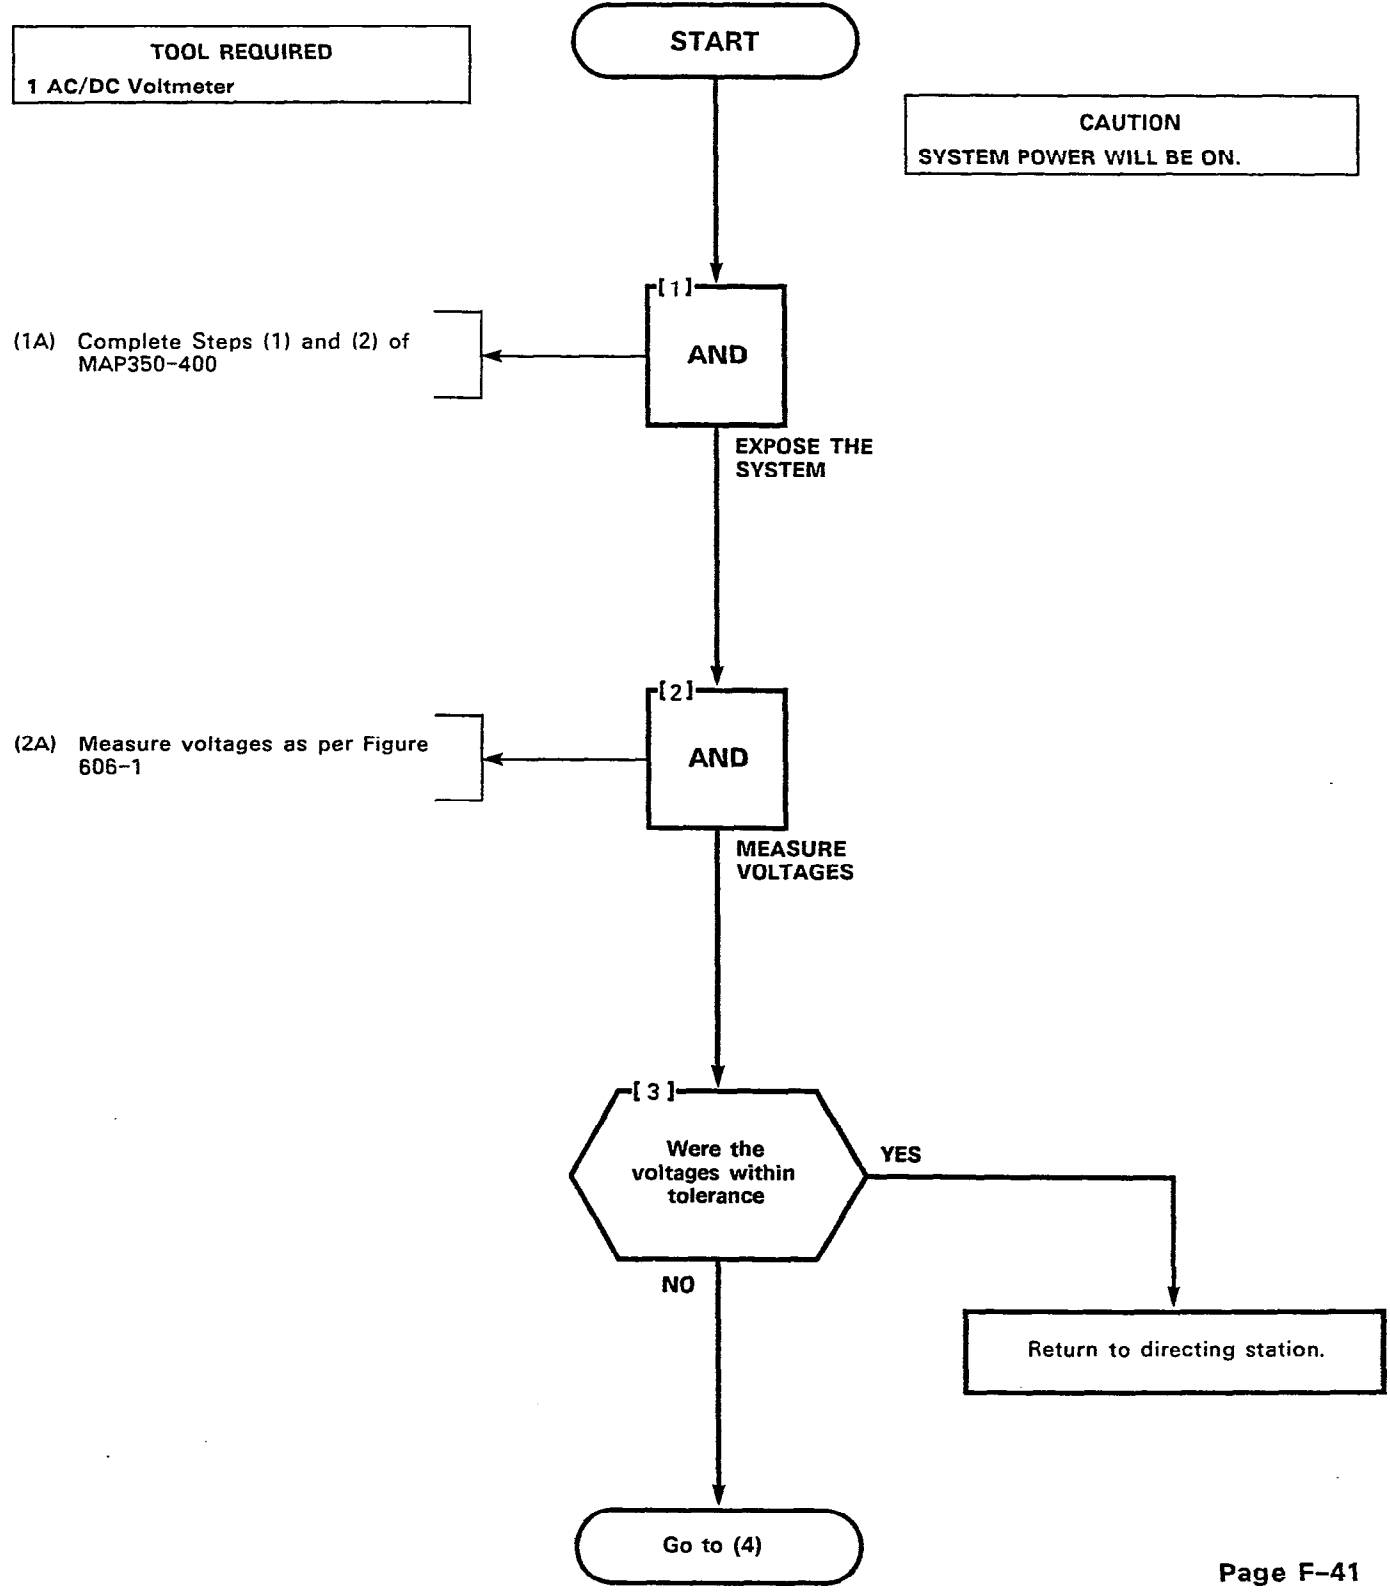 START
TOOL REQUIRED
1 AC/DC Voltmeter
CAUTION
SYSTEM POWER WILL BE ON.
[1]
AND
(1A) Complete Steps (1) and (2) of
MAP350-400
EXPOSE THE
SYSTEM
[2]
AND
(2A) Measure voltages as per Figure
606-1
MEASURE
VOLTAGES
[3]
Were the
voltages within
tolerance
YES
NO
Return to directing station.
Go to (4)
Page F-41